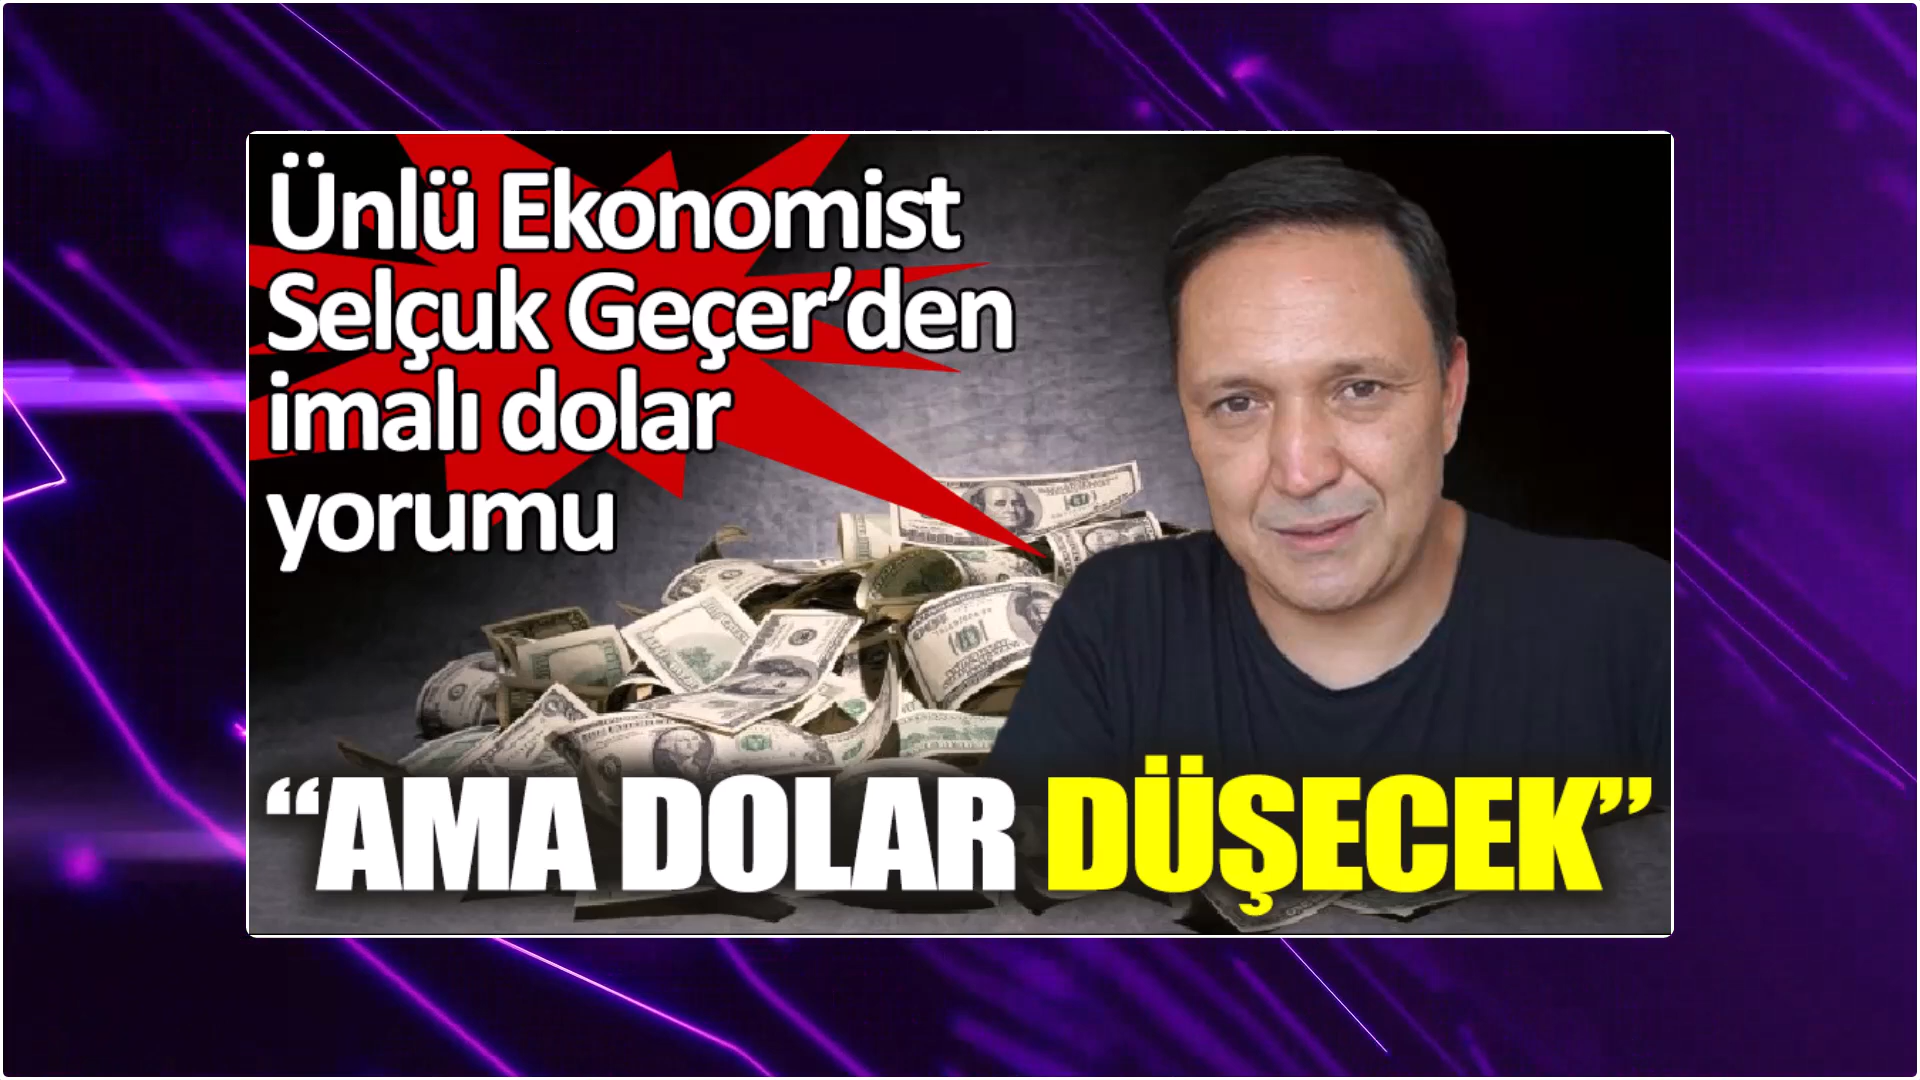 Ünlü Ekonomist
Selçuk Geçer’den
imalı dolar
yorumu
“AMA DOLAR DÜŞECEK”